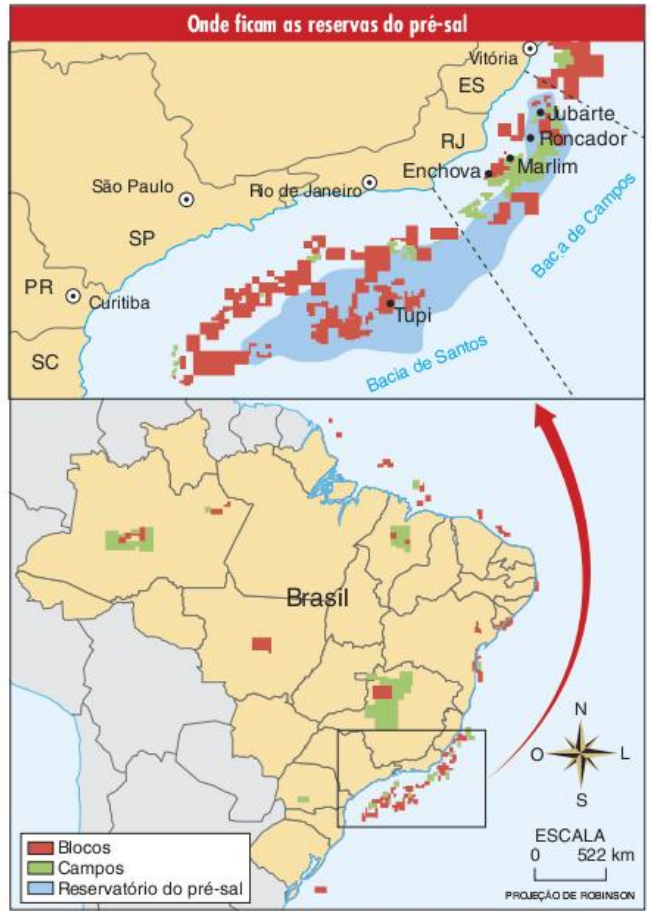 Onde ficam as reservas do pré-sal
Vitória
ES
Jubarte
RJ
Roncador
Enchova
Marlim
São Paulo
Rio de Janeiro
SP
Bac.a de Campos
PR
Curitiba
Tupi
SC
Bacia de Santos
Brasil
N
O
L
S
Blocos
Campos
Reservatório do pré-sal
ESCALA
0 522 km
PROJEÇÃO DE ROBINSON